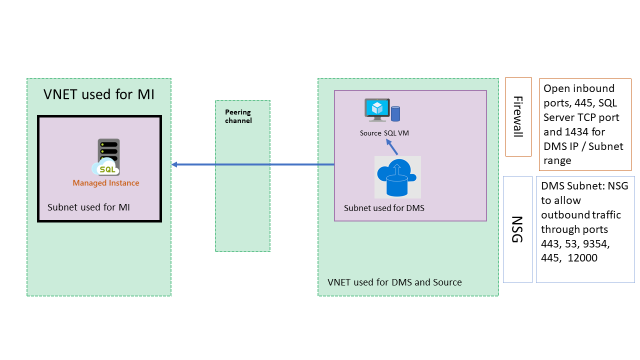 VNET used for MI
SQL
Managed Instance
Subnet used for MI
Peering
channel
Source SQL VM
Subnet used for DMS
VNET used for DMS and Source
Firewall
Open inbound
ports, 445, SQL
Server TCP port
and 1434 for
DMS IP / Subnet
range
NSG
DMS Subnet: NSG
to allow
outbound traffic
through ports
443, 53, 9354,
445, 12000